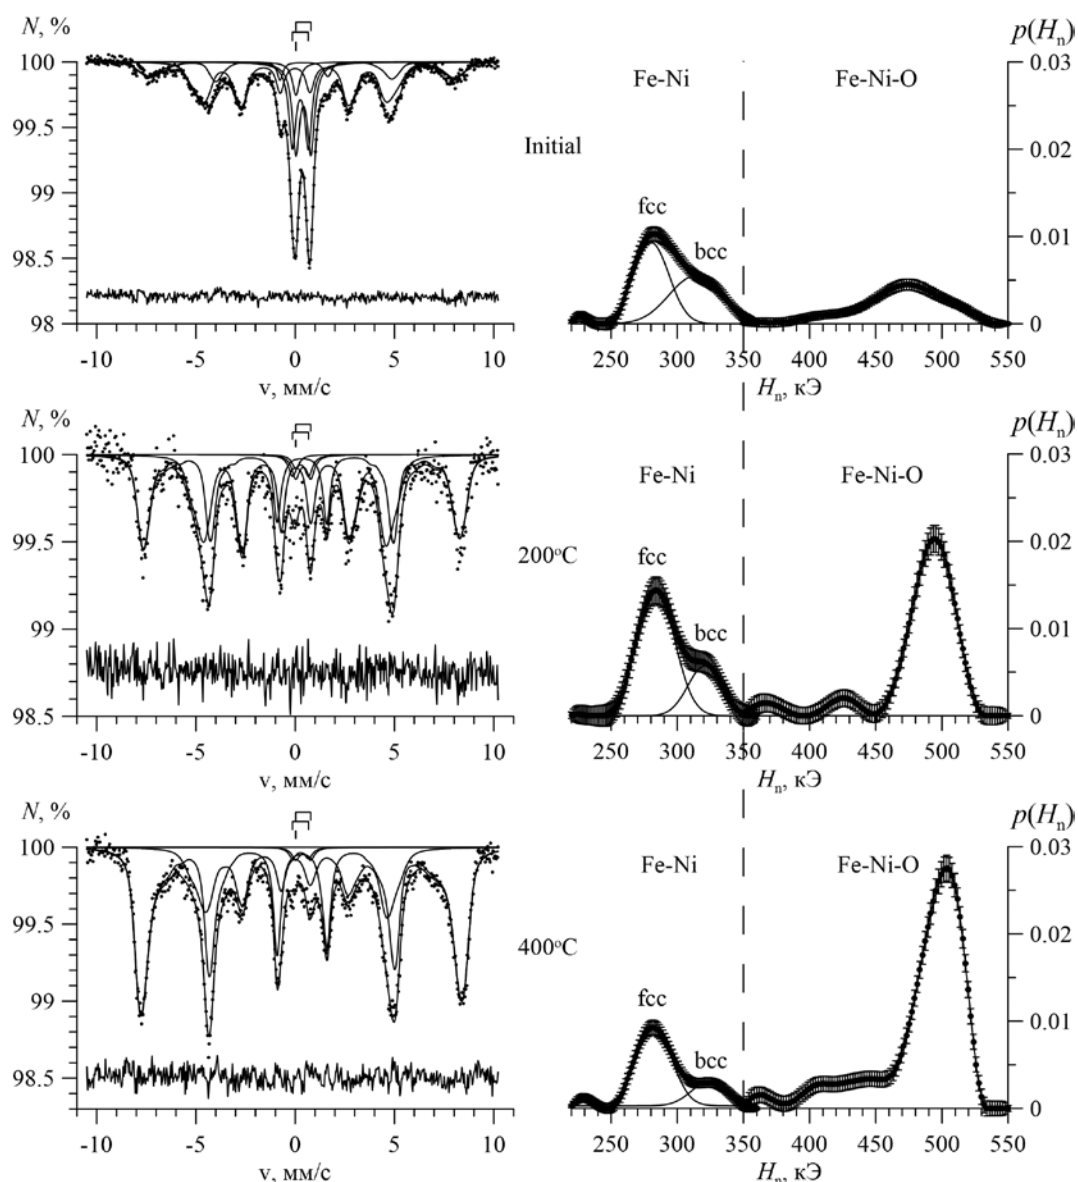 N, %
p(Hn)
100
99.5
99
98.5
98
-10
-5
0
5
10
v, мм/с
Initial
Fe-Ni
Fe-Ni-O
fcc
bcc
0.03
0.02
0.01
0
250
300
350
400
450
500
550
Hn, кЭ
N, %
p(Hn)
100
99.5
99
98.5
-10
-5
0
5
10
v, мм/с
200°C
Fe-Ni
Fe-Ni-O
fcc
bcc
0.03
0.02
0.01
0
250
300
350
400
450
500
550
Hn, кЭ
N, %
p(Hn)
100
99.5
99
98.5
-10
-5
0
5
10
v, мм/с
400°C
Fe-Ni
Fe-Ni-O
fcc
bcc
0.03
0.02
0.01
0
250
300
350
400
450
500
550
Hn, кЭ